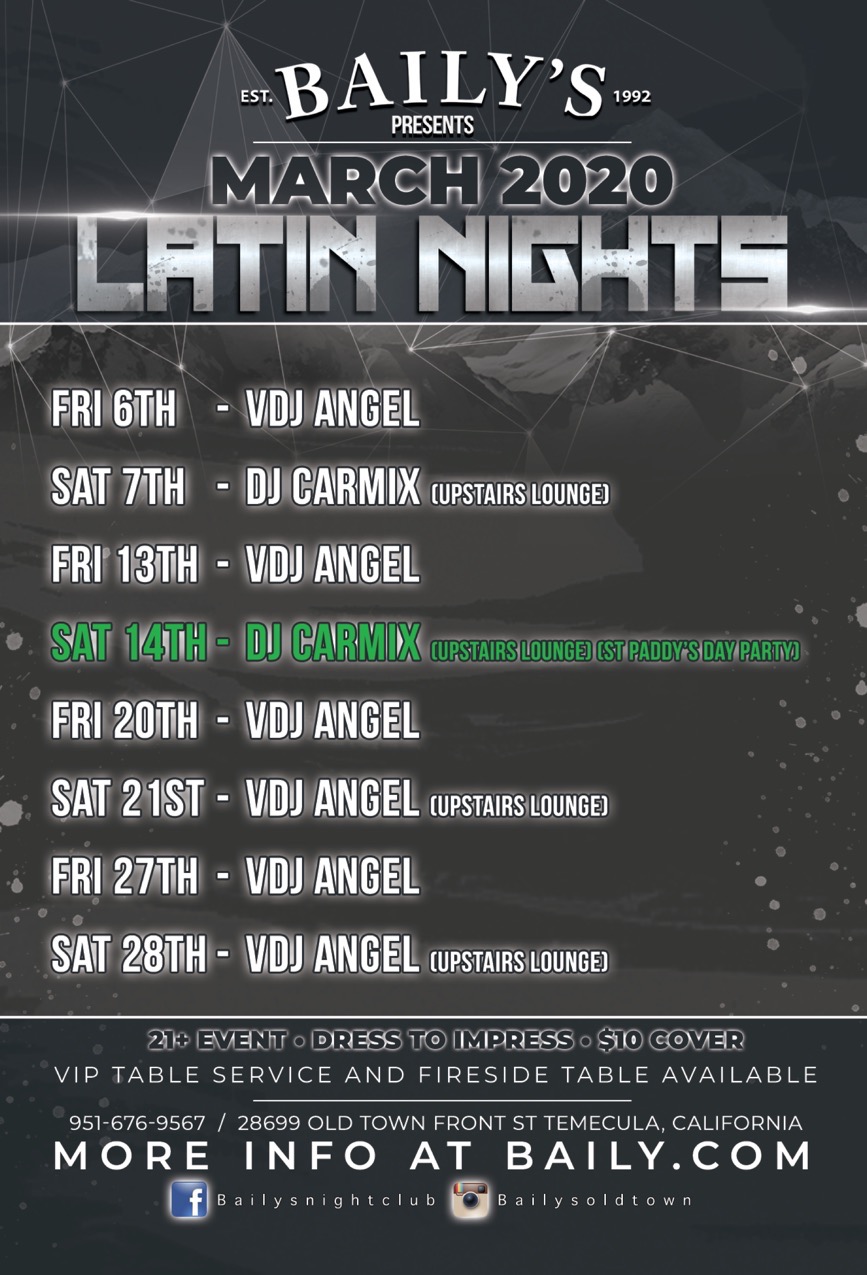 EST. BAILY'S 1992
PRESENTS
MARCH 2020
LATIN NIGHTS
FRI 6TH - VDJ ANGEL
SAT 7TH - DJ CARMIX (UPSTAIRS LOUNGE)
FRI 13TH - VDJ ANGEL
SAT 14TH - DJ CARMIX (UPSTAIRS LOUNGE) (ST PADDY'S DAY PARTY)
FRI 20TH - VDJ ANGEL
SAT 21ST - VDJ ANGEL (UPSTAIRS LOUNGE)
FRI 27TH - VDJ ANGEL
SAT 28TH - VDJ ANGEL (UPSTAIRS LOUNGE)
21+ EVENT • DRESS TO IMPRESS • $10 COVER
VIP TABLE SERVICE AND FIRESIDE TABLE AVAILABLE
951-676-9567 / 28699 OLD TOWN FRONT ST TEMECULA, CALIFORNIA
MORE INFO AT BAILY.COM
f Bailysnightclub Bailysoldtown